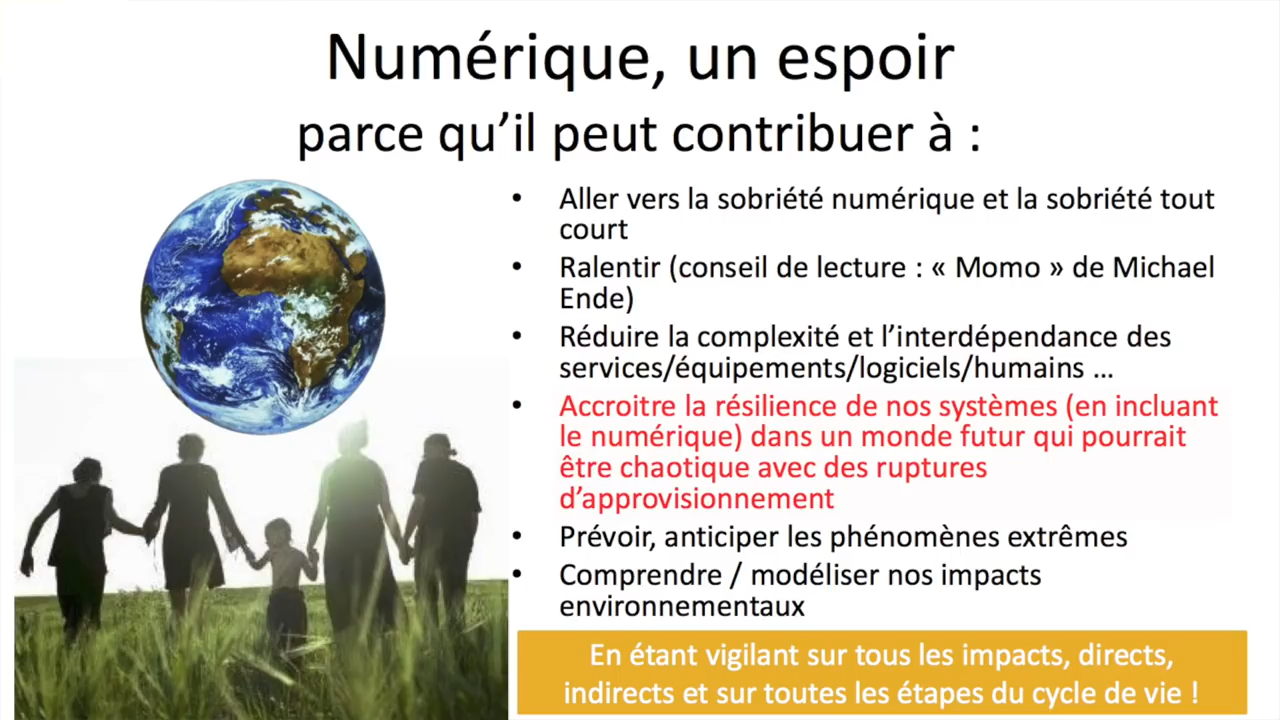 Numérique, un espoir
parce qu’il peut contribuer à :
• Aller vers la sobriété numérique et la sobriété tout
court
• Ralentir (conseil de lecture : « Momo » de Michael
Ende)
• Réduire la complexité et l’interdépendance des
services/équipements/logiciels/humains …
• Accroitre la résilience de nos systèmes (en incluant
le numérique) dans un monde futur qui pourrait
être chaotique avec des ruptures
d’approvisionnement
• Prévoir, anticiper les phénomènes extrêmes
• Comprendre / modéliser nos impacts
environnementaux
En étant vigilant sur tous les impacts, directs,
indirects et sur toutes les étapes du cycle de vie !